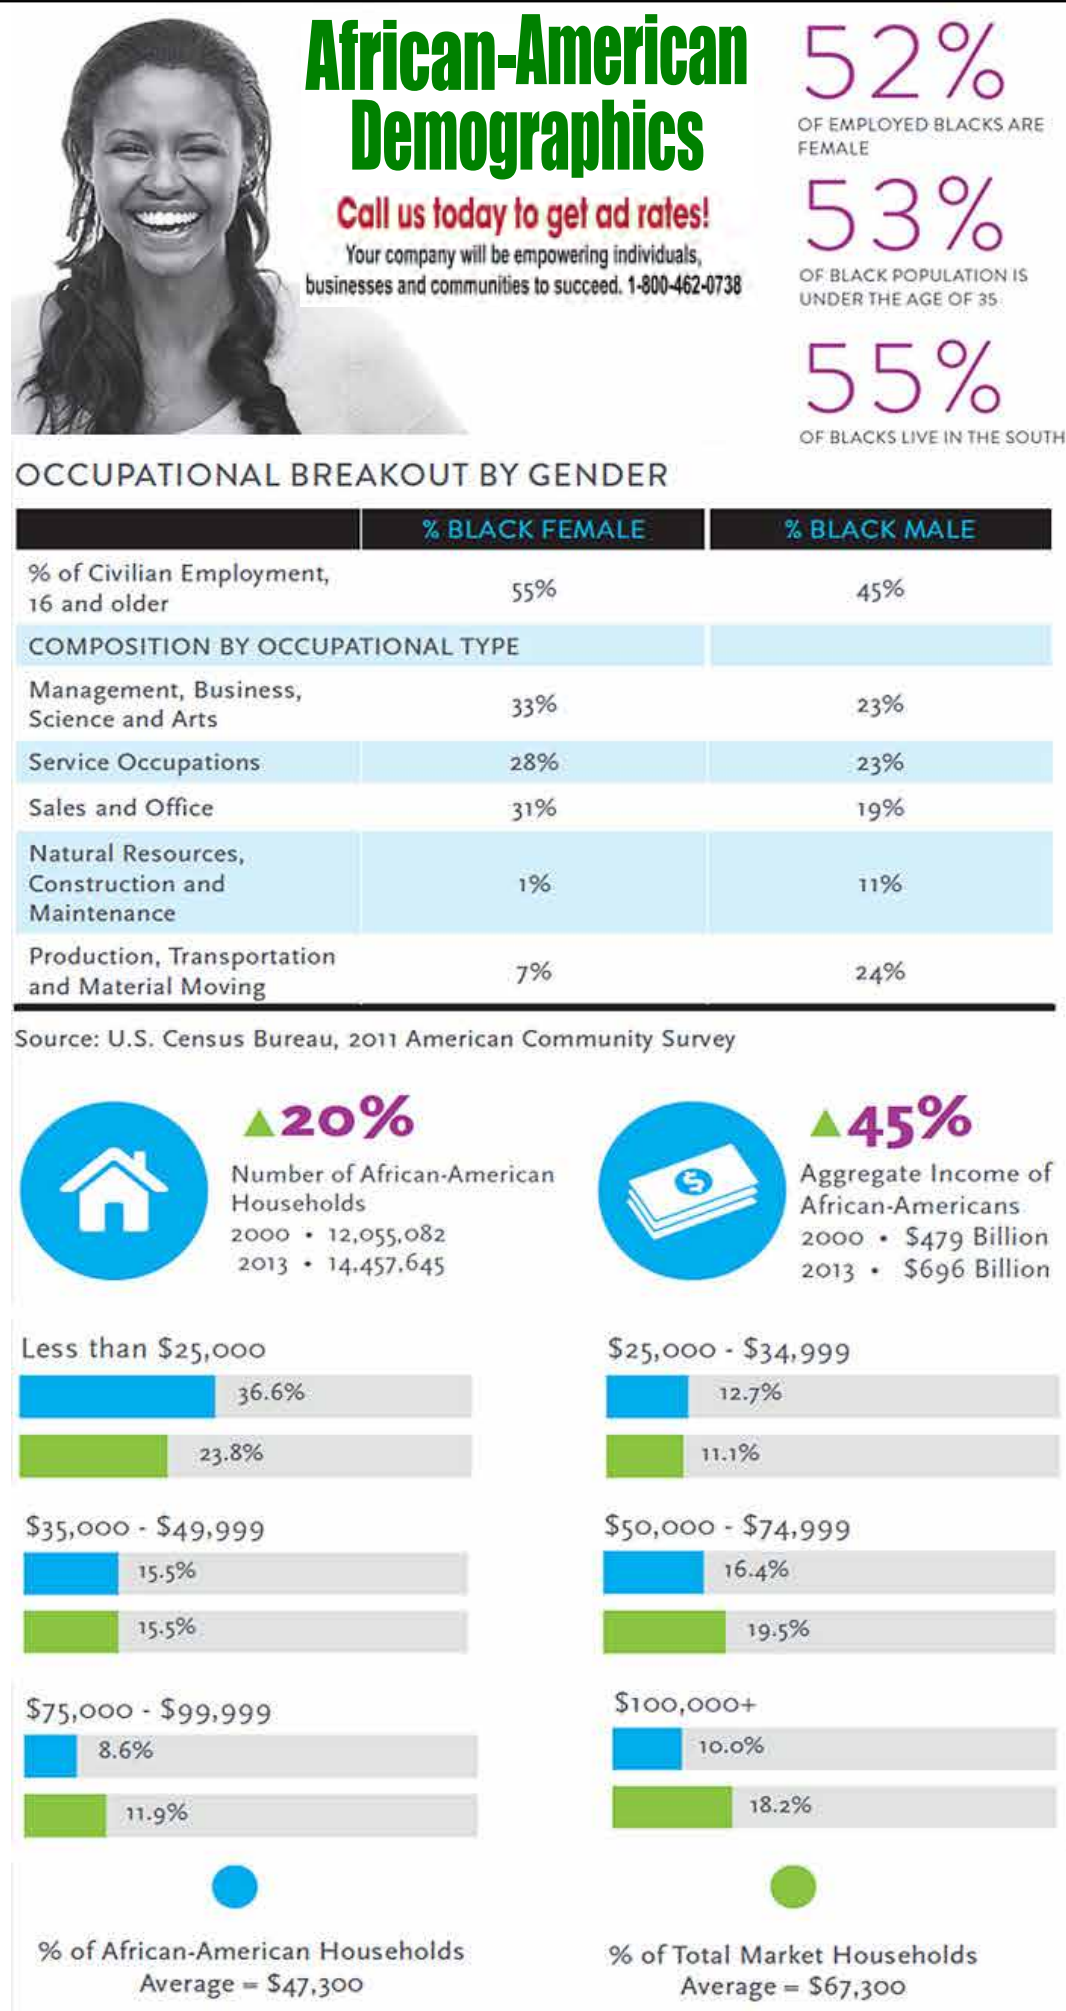 African-American
Demographics
Call us today to get ad rates!
Your company will be empowering individuals,
businesses and communities to succeed. 1-800-462-0738
52%
OF EMPLOYED BLACKS ARE
FEMALE
53%
OF BLACK POPULATION IS
UNDER THE AGE OF 35
55%
OF BLACKS LIVE IN THE SOUTH
OCCUPATIONAL BREAKOUT BY GENDER
% BLACK FEMALE % BLACK MALE
% of Civilian Employment,
16 and older 55% 45%
COMPOSITION BY OCCUPATIONAL TYPE
Management, Business,
Science and Arts 33% 23%
Service Occupations 28% 23%
Sales and Office 31% 19%
Natural Resources,
Construction and 1% 11%
Maintenance
Production, Transportation
and Material Moving 7% 24%
Source: U.S. Census Bureau, 2011 American Community Survey
▲20%
Number of African-American
Households
2000 • 12,055,082
2013 • 14,457,645
$
▲45%
Aggregate Income of
African-Americans
2000 • $479 Billion
2013 • $696 Billion
Less than $25,000
36.6%
23.8%
$25,000 - $34,999
12.7%
11.1%
$35,000 - $49,999
15.5%
15.5%
$50,000 - $74,999
16.4%
19.5%
$75,000 - $99,999
8.6%
11.9%
$100,000+
10.0%
18.2%
% of African-American Households
Average = $47,300
% of Total Market Households
Average = $67,300